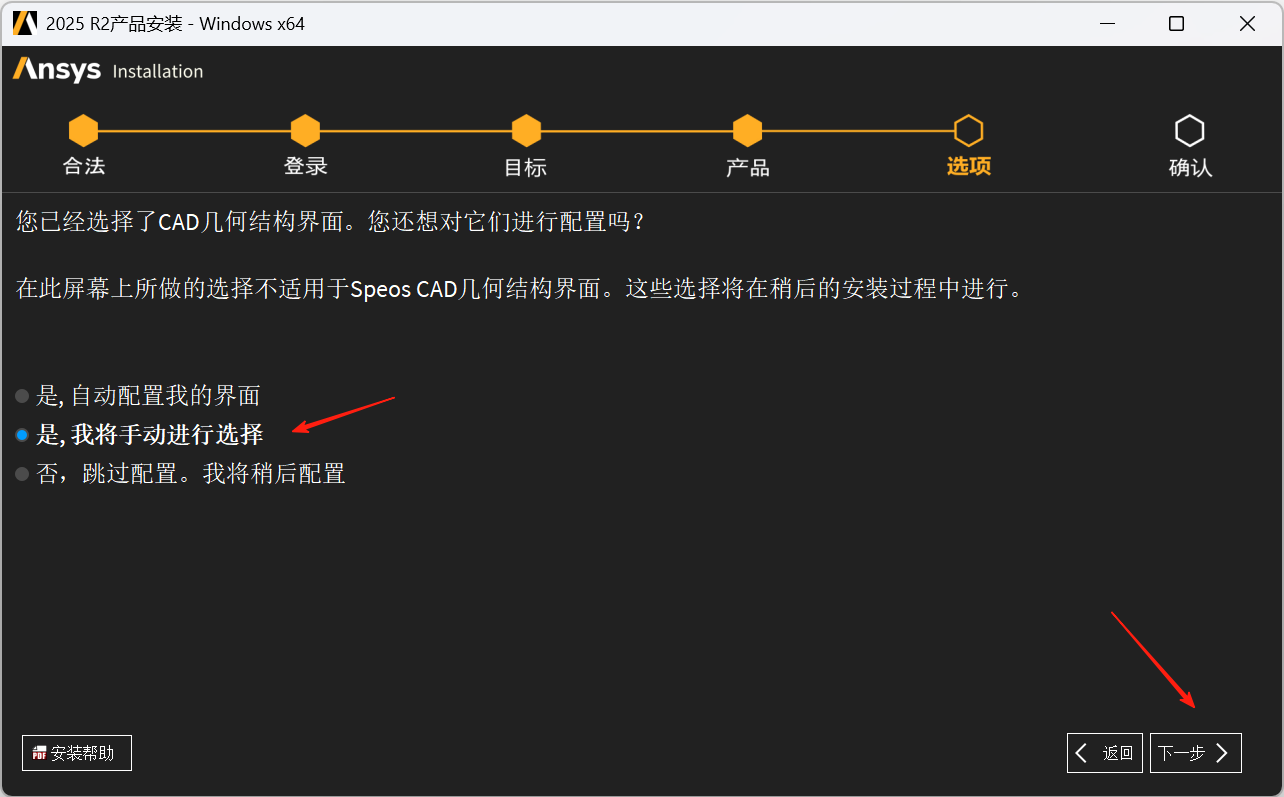 2025 R2产品安装 - Windows x64
Ansys Installation
合法 登录 目标 产品 选项 确认
您已经选择了CAD几何结构界面。您还想对它们进行配置吗？
在此屏幕上所做的选择不适用于Speos CAD几何结构界面。这些选择将在稍后的安装过程中进行。
是, 自动配置我的界面
是, 我将手动进行选择
否，跳过配置。我将稍后配置
PDF 安装帮助 返回 下一步